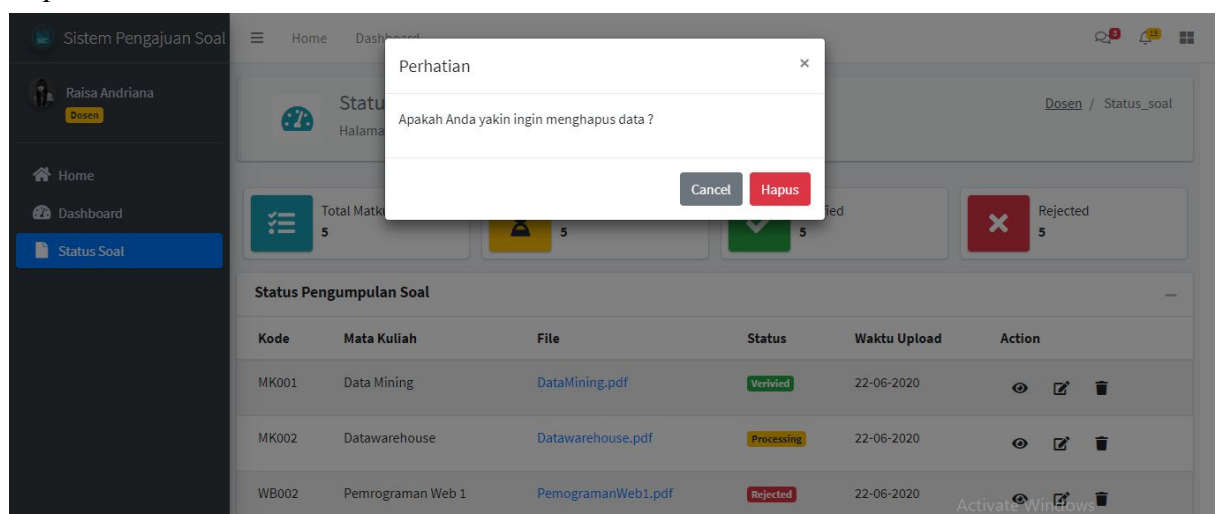 Sistem Pengajuan Soal
Home Dashboard
Raisa Andriana
Dosen
Home
Dashboard
Status Soal
Perhatian ×
Apakah Anda yakin ingin menghapus data ?
Cancel Hapus
Statu
Halama
Dosen / Status_soal
Total Matku
5
5
fied
5
Rejected
5
Status Pengumpulan Soal
Kode Mata Kuliah File Status Waktu Upload Action
MK001 Data Mining DataMining.pdf Verivied 22-06-2020
MK002 Datawarehouse Datawarehouse.pdf Processing 22-06-2020
WB002 Pemrograman Web 1 PemogramanWeb1.pdf Rejected 22-06-2020
Activate Windows